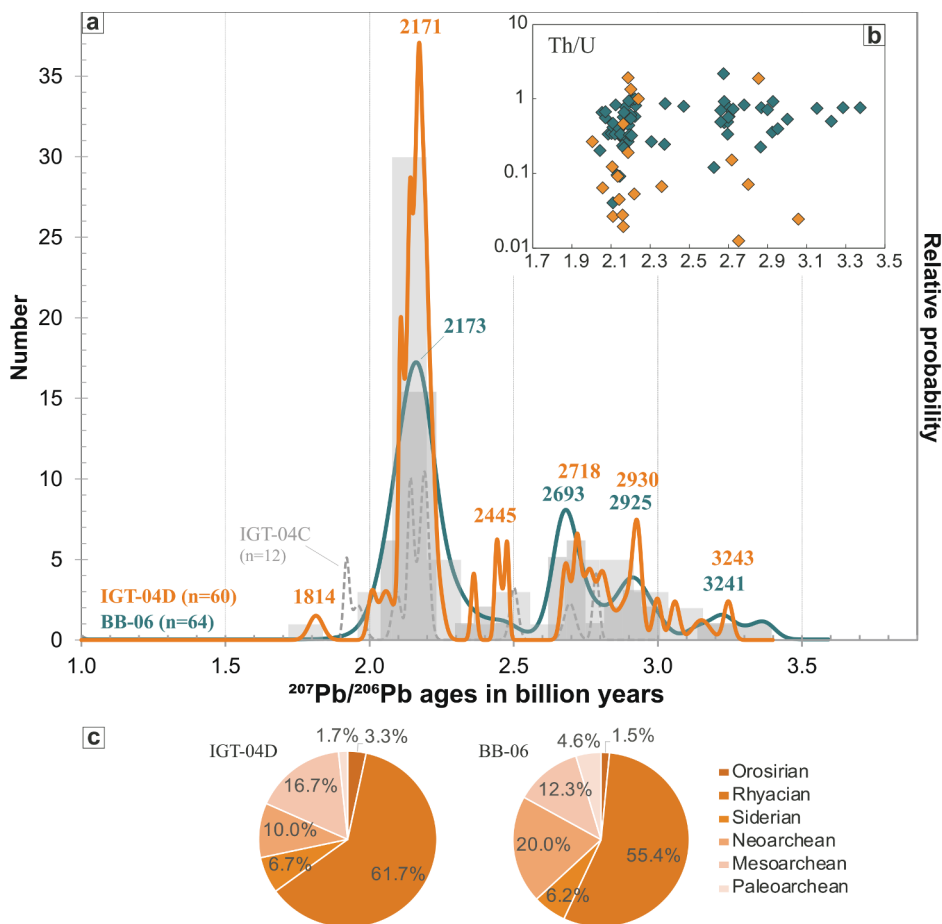 a
2171
b
Th/U
10
1
0.1
0.01
1.7 1.9 2.1 2.3 2.5 2.7 2.9 3.1 3.3 3.5
35
30
25
20
15
10
5
0
Number
Relative probability
2173
2718
2693
2930
2925
2445
IGT-04C
(n=12)
3243
3241
IGT-04D (n=60)
BB-06 (n=64)
1814
1.0 1.5 2.0 2.5 3.0 3.5
²⁰⁷Pb/²⁰⁶Pb ages in billion years
c
IGT-04D
1.7%
3.3%
16.7%
10.0%
6.7%
61.7%
BB-06
4.6%
1.5%
12.3%
20.0%
6.2%
55.4%
Orosirian
Rhyacian
Siderian
Neoarchean
Mesoarchean
Paleoarchean